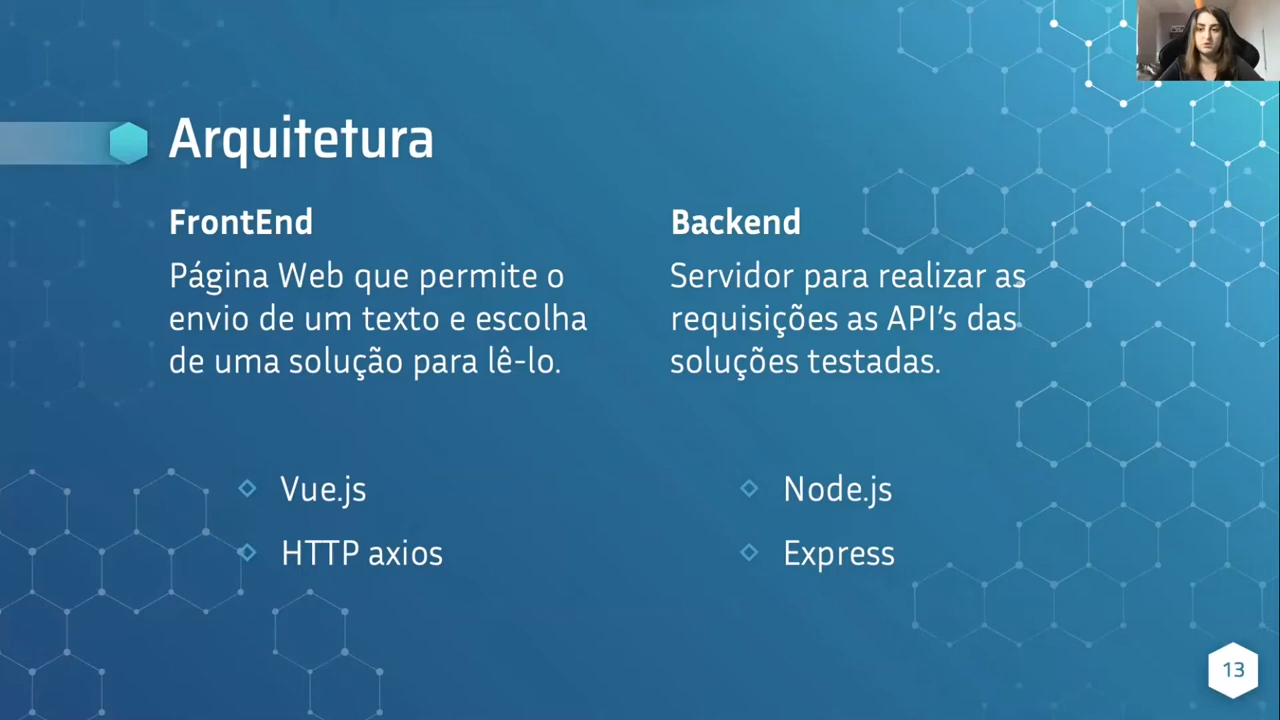 Arquitetura
FrontEnd
Página Web que permite o
envio de um texto e escolha
de uma solução para lê-lo.
Vue.js
HTTP axios
Backend
Servidor para realizar as
requisições as API’s das
soluções testadas.
Node.js
Express
13